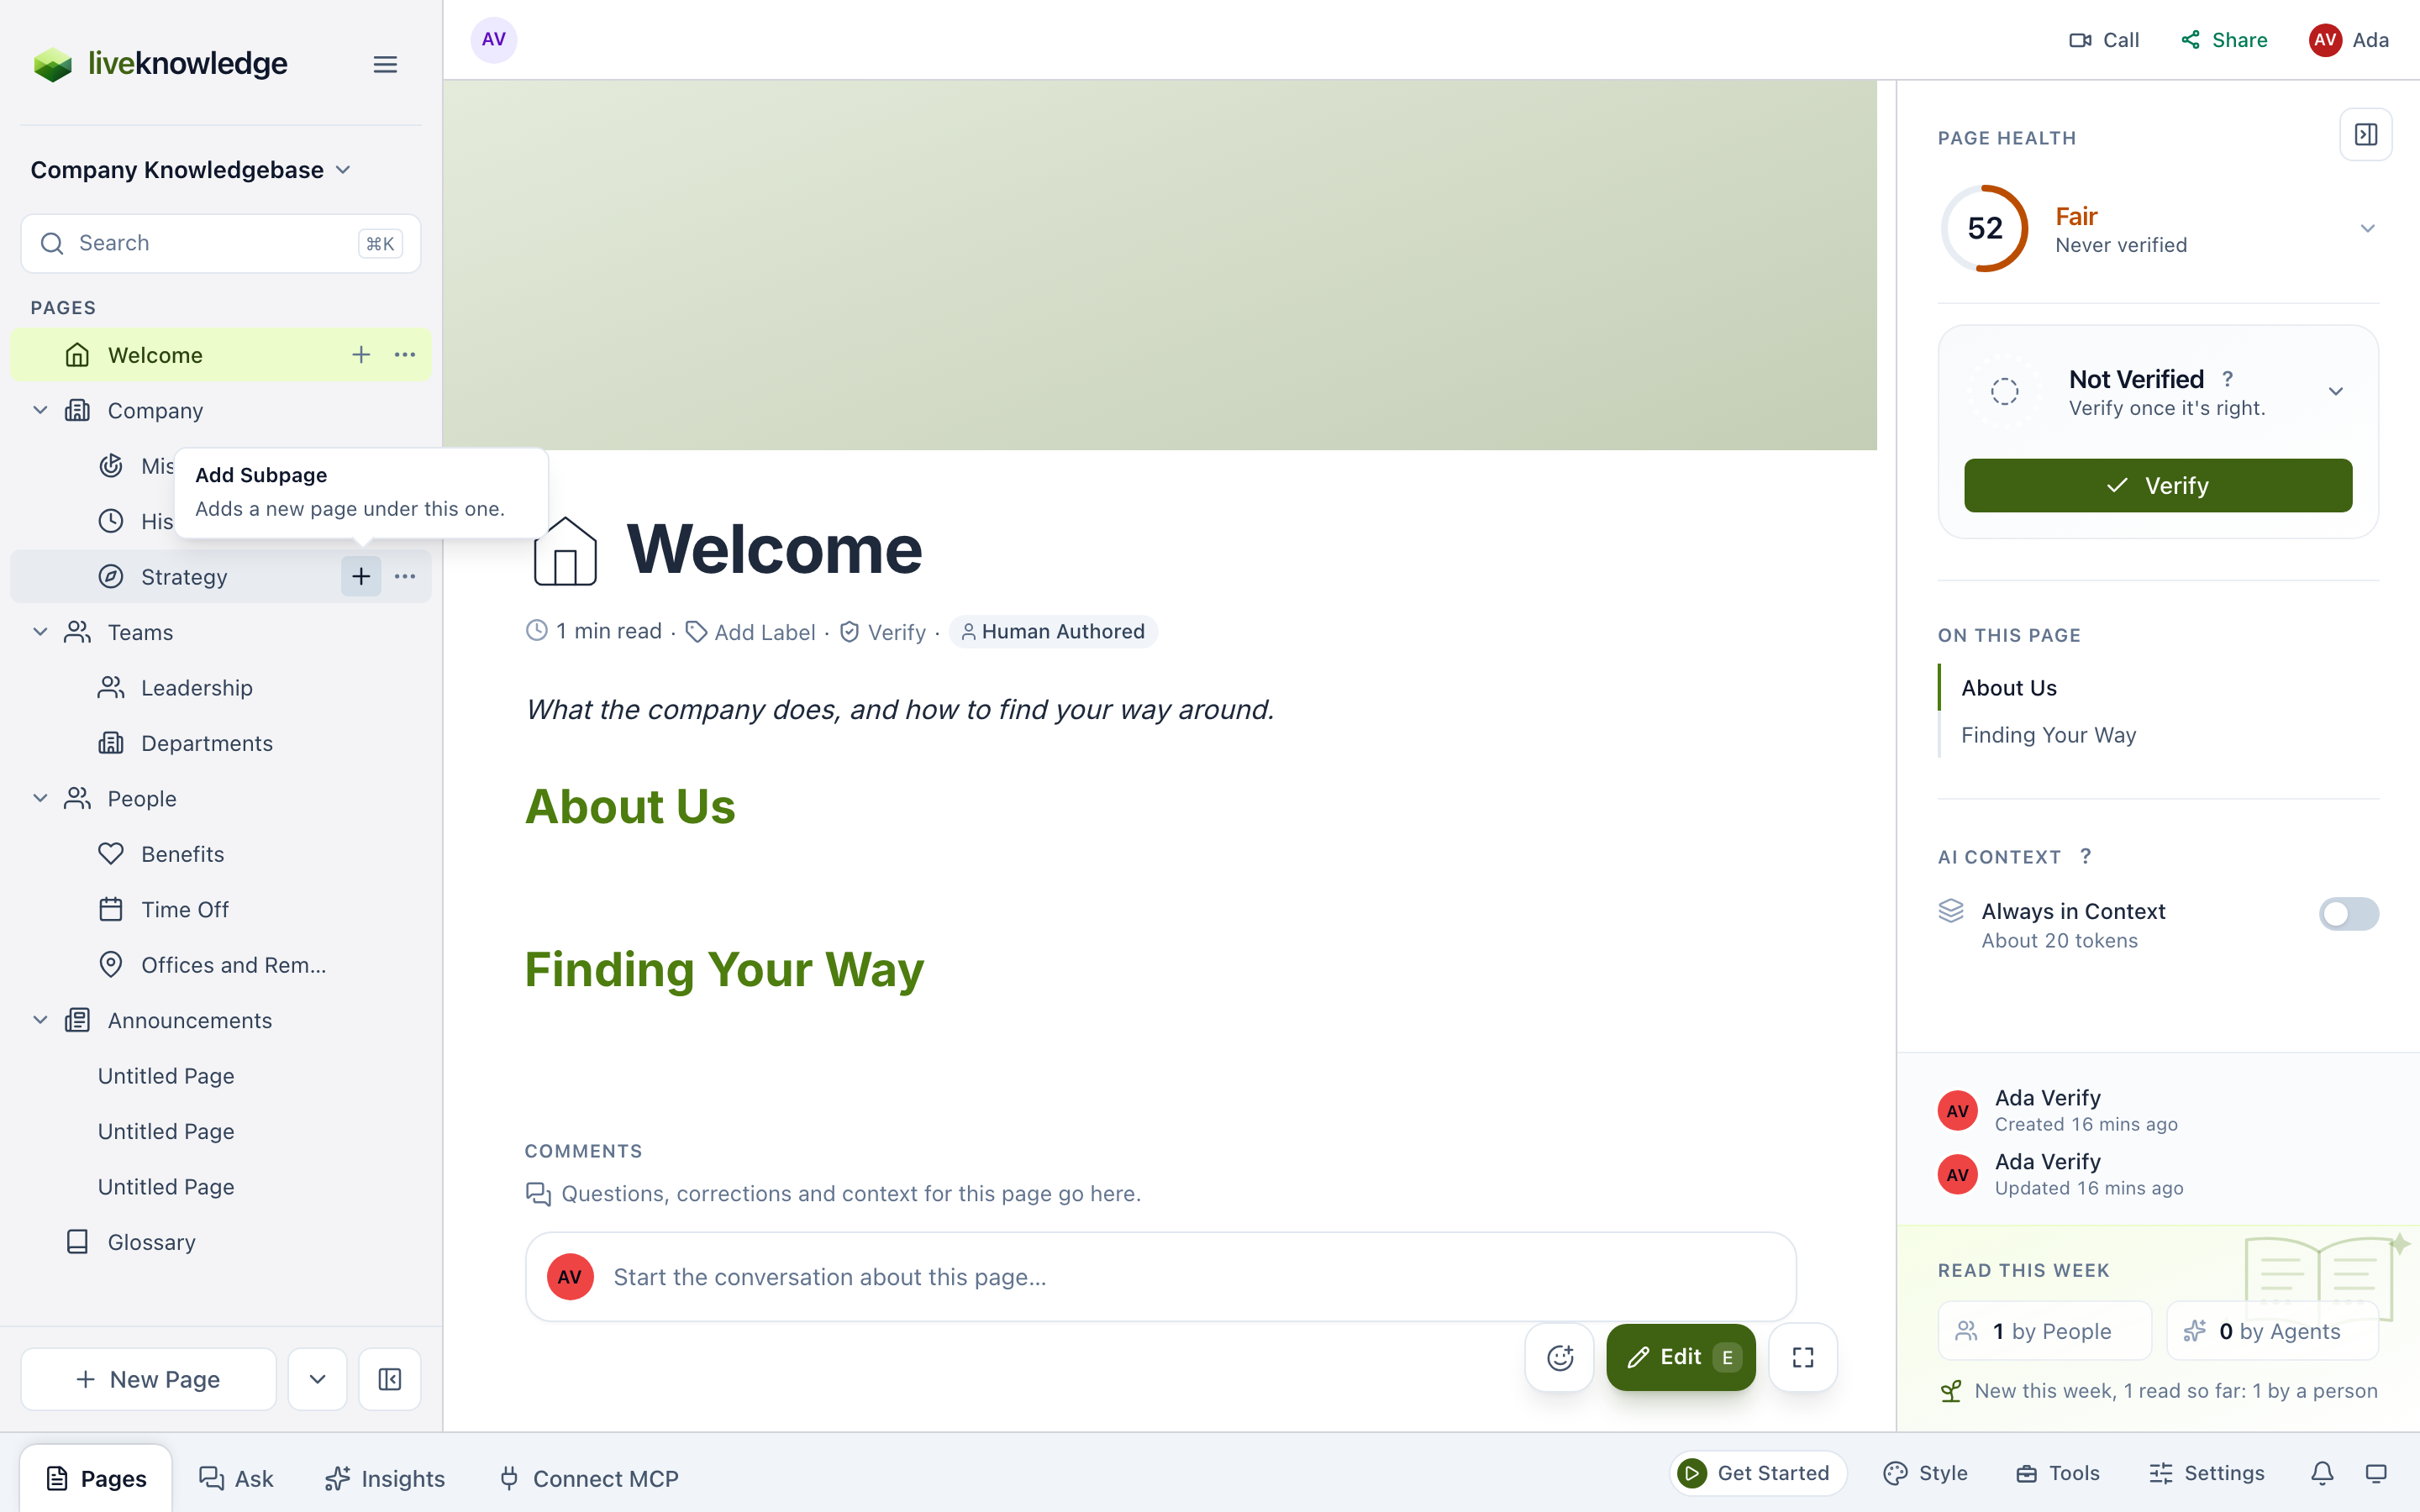 liveknowledge
Company Knowledgebase
Search
⌘K
PAGES
Welcome
Company
Mis
His
Add Subpage
Adds a new page under this one.
Strategy
Teams
Leadership
Departments
People
Benefits
Time Off
Offices and Rem...
Announcements
Untitled Page
Untitled Page
Untitled Page
Glossary
New Page
AV
Call
Share
AV
Ada
Welcome
1 min read · Add Label · Verify · Human Authored
What the company does, and how to find your way around.
About Us
Finding Your Way
COMMENTS
Questions, corrections and context for this page go here.
AV
Start the conversation about this page...
Edit E
PAGE HEALTH
52
Fair
Never verified
Not Verified ?
Verify once it's right.
Verify
ON THIS PAGE
About Us
Finding Your Way
AI CONTEXT ?
Always in Context
About 20 tokens
AV
Ada Verify
Created 16 mins ago
AV
Ada Verify
Updated 16 mins ago
READ THIS WEEK
1 by People
0 by Agents
New this week, 1 read so far: 1 by a person
Pages
Ask
Insights
Connect MCP
Get Started
Style
Tools
Settings